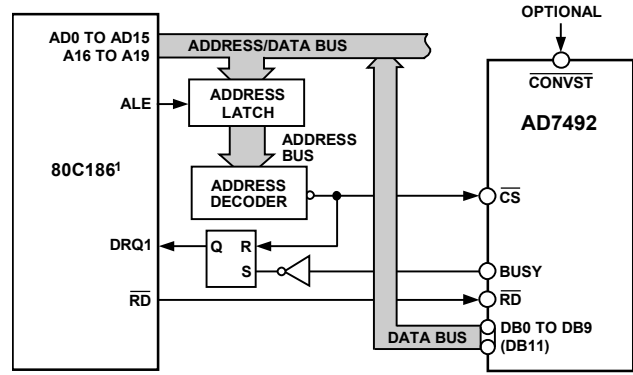 OPTIONAL
AD0 TO AD15
A16 TO A19
ADDRESS/DATA BUS
CONVST
ALE
ADDRESS
LATCH
AD7492
ADDRESS
BUS
80C186¹
ADDRESS
DECODER
CS
DRQ1
Q R
S
BUSY
RD
RD
DATA BUS
DB0 TO DB9
(DB11)